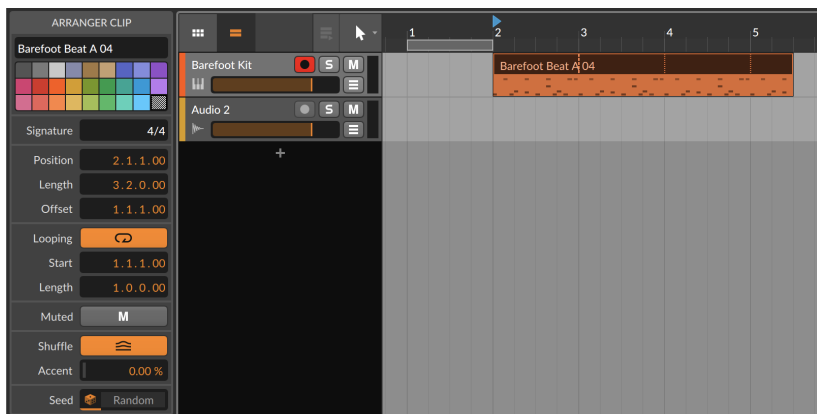 ARRANGER CLIP
Barefoot Beat A 04
Signature 4/4
Position 2.1.1.00
Length 3.2.0.00
Offset 1.1.1.00
Looping
Start 1.1.1.00
Length 1.0.0.00
Muted M
Shuffle
Accent 0.00 %
Seed Random
1 2 3 4 5
Barefoot Kit S M
Audio 2 S M
+
Barefoot Beat A 04